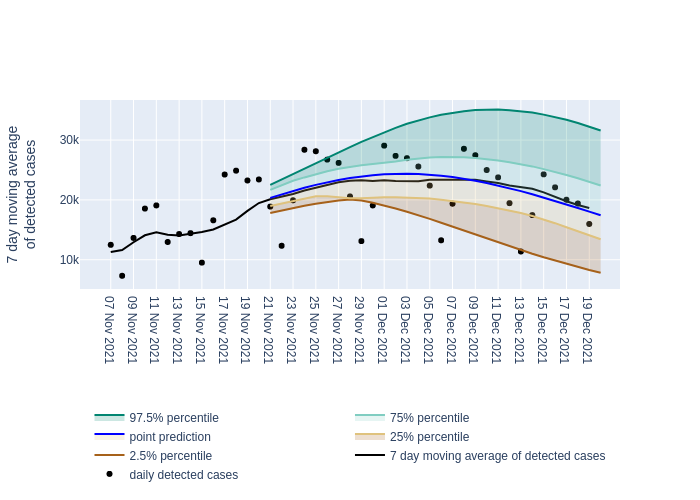 7 day moving average
of detected cases
30k
20k
10k
07 Nov 2021
09 Nov 2021
11 Nov 2021
13 Nov 2021
15 Nov 2021
17 Nov 2021
19 Nov 2021
21 Nov 2021
23 Nov 2021
25 Nov 2021
27 Nov 2021
29 Nov 2021
01 Dec 2021
03 Dec 2021
05 Dec 2021
07 Dec 2021
09 Dec 2021
11 Dec 2021
13 Dec 2021
15 Dec 2021
17 Dec 2021
19 Dec 2021
97.5% percentile
75% percentile
point prediction
25% percentile
2.5% percentile
7 day moving average of detected cases
daily detected cases